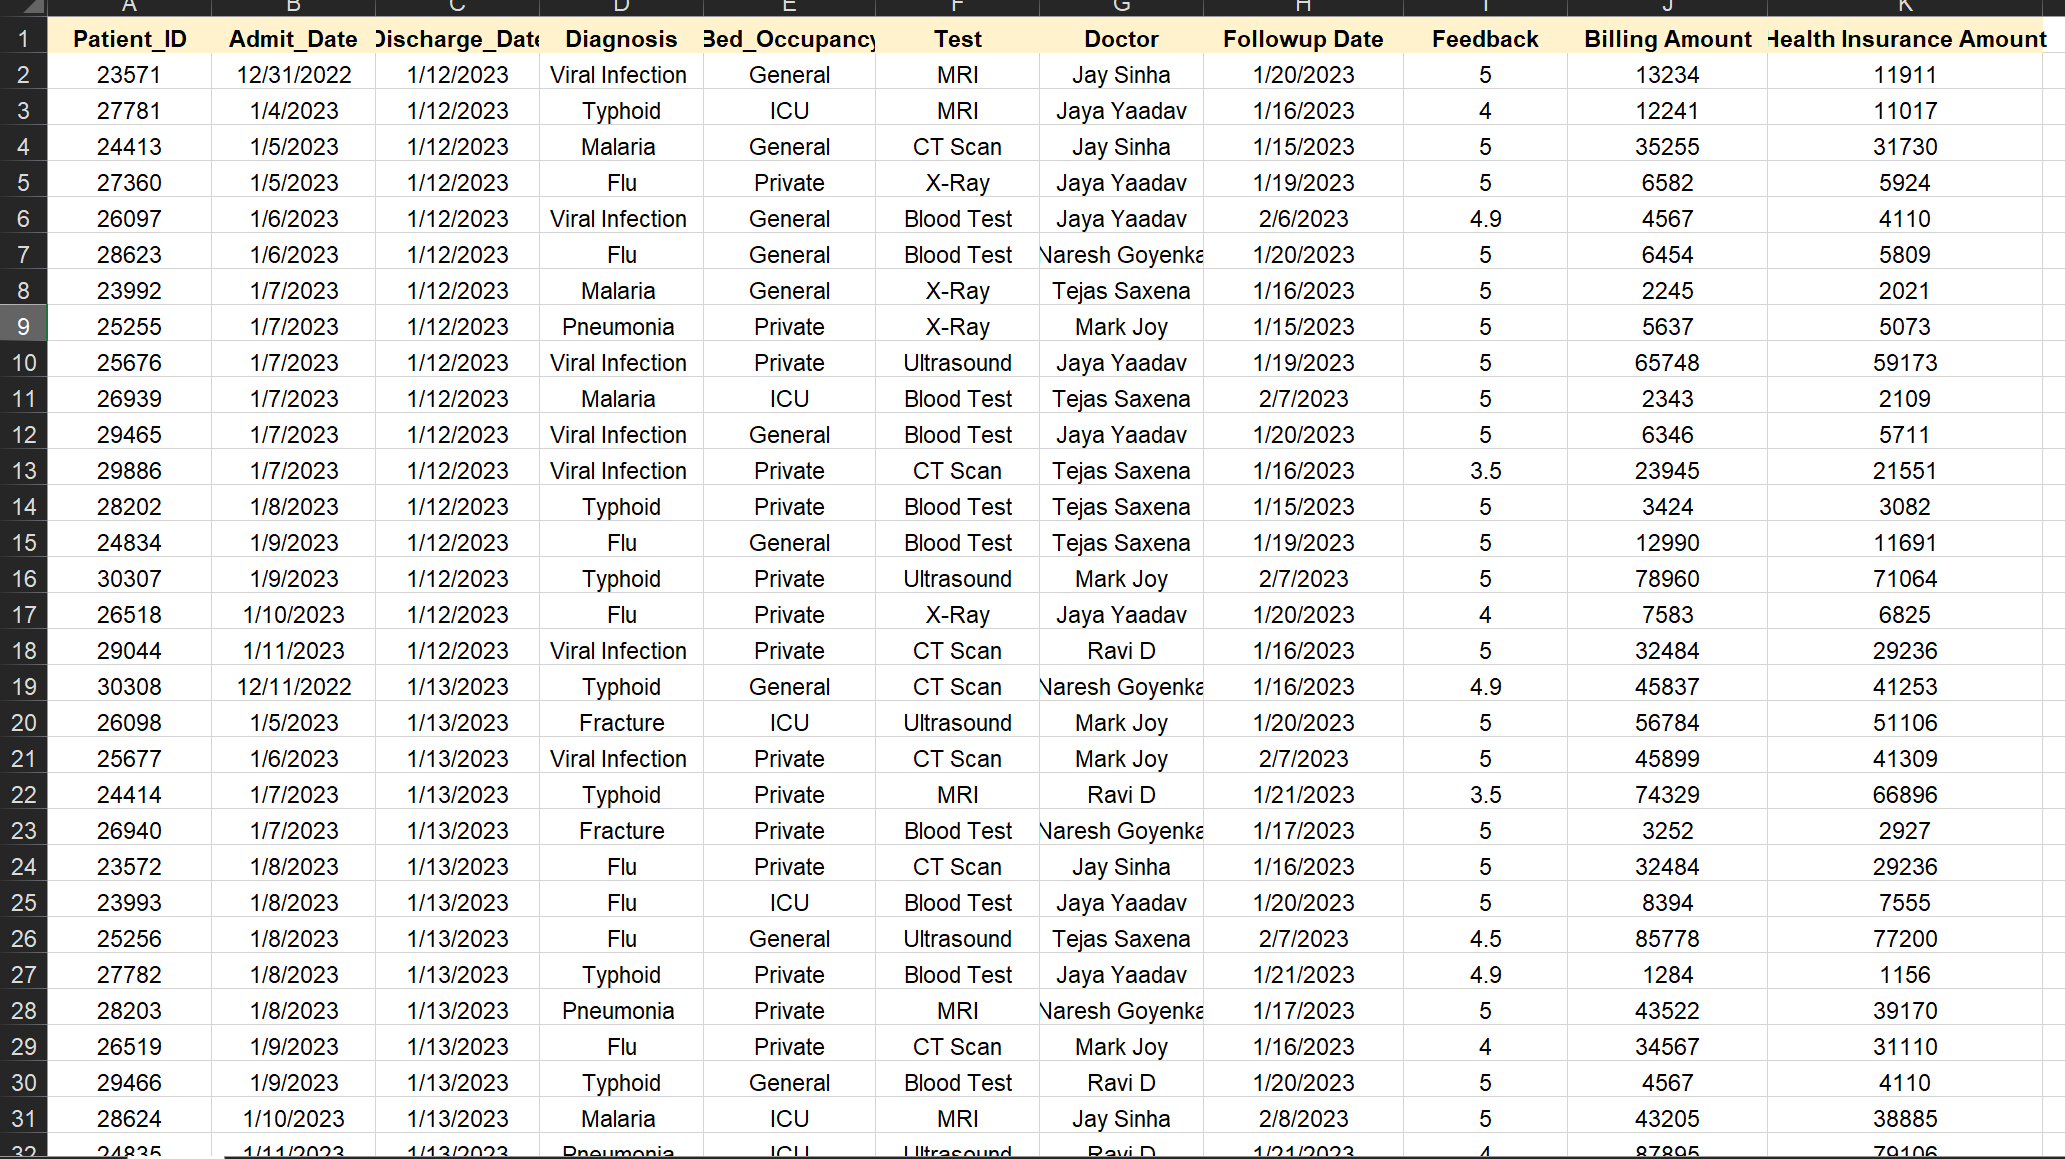 A B C D E F G H I J K
1 Patient_ID Admit_Date Discharge_Date Diagnosis Bed_Occupancy Test Doctor Followup Date Feedback Billing Amount Health Insurance Amount
2 23571 12/31/2022 1/12/2023 Viral Infection General MRI Jay Sinha 1/20/2023 5 13234 11911
3 27781 1/4/2023 1/12/2023 Typhoid ICU MRI Jaya Yaadav 1/16/2023 4 12241 11017
4 24413 1/5/2023 1/12/2023 Malaria General CT Scan Jay Sinha 1/15/2023 5 35255 31730
5 27360 1/5/2023 1/12/2023 Flu Private X-Ray Jaya Yaadav 1/19/2023 5 6582 5924
6 26097 1/6/2023 1/12/2023 Viral Infection General Blood Test Jaya Yaadav 2/6/2023 4.9 4567 4110
7 28623 1/6/2023 1/12/2023 Flu General Blood Test Naresh Goyenka 1/20/2023 5 6454 5809
8 23992 1/7/2023 1/12/2023 Malaria General X-Ray Tejas Saxena 1/16/2023 5 2245 2021
9 25255 1/7/2023 1/12/2023 Pneumonia Private X-Ray Mark Joy 1/15/2023 5 5637 5073
10 25676 1/7/2023 1/12/2023 Viral Infection Private Ultrasound Jaya Yaadav 1/19/2023 5 65748 59173
11 26939 1/7/2023 1/12/2023 Malaria ICU Blood Test Tejas Saxena 2/7/2023 5 2343 2109
12 29465 1/7/2023 1/12/2023 Viral Infection General Blood Test Jaya Yaadav 1/20/2023 5 6346 5711
13 29886 1/7/2023 1/12/2023 Viral Infection Private CT Scan Tejas Saxena 1/16/2023 3.5 23945 21551
14 28202 1/8/2023 1/12/2023 Typhoid Private Blood Test Tejas Saxena 1/15/2023 5 3424 3082
15 24834 1/9/2023 1/12/2023 Flu General Blood Test Tejas Saxena 1/19/2023 5 12990 11691
16 30307 1/9/2023 1/12/2023 Typhoid Private Ultrasound Mark Joy 2/7/2023 5 78960 71064
17 26518 1/10/2023 1/12/2023 Flu Private X-Ray Jaya Yaadav 1/20/2023 4 7583 6825
18 29044 1/11/2023 1/12/2023 Viral Infection Private CT Scan Ravi D 1/16/2023 5 32484 29236
19 30308 12/11/2022 1/13/2023 Typhoid General CT Scan Naresh Goyenka 1/16/2023 4.9 45837 41253
20 26098 1/5/2023 1/13/2023 Fracture ICU Ultrasound Mark Joy 1/20/2023 5 56784 51106
21 25677 1/6/2023 1/13/2023 Viral Infection Private CT Scan Mark Joy 2/7/2023 5 45899 41309
22 24414 1/7/2023 1/13/2023 Typhoid Private MRI Ravi D 1/21/2023 3.5 74329 66896
23 26940 1/7/2023 1/13/2023 Fracture Private Blood Test Naresh Goyenka 1/17/2023 5 3252 2927
24 23572 1/8/2023 1/13/2023 Flu Private CT Scan Jay Sinha 1/16/2023 5 32484 29236
25 23993 1/8/2023 1/13/2023 Flu ICU Blood Test Jaya Yaadav 1/20/2023 5 8394 7555
26 25256 1/8/2023 1/13/2023 Flu General Ultrasound Tejas Saxena 2/7/2023 4.5 85778 77200
27 27782 1/8/2023 1/13/2023 Typhoid Private Blood Test Jaya Yaadav 1/21/2023 4.9 1284 1156
28 28203 1/8/2023 1/13/2023 Pneumonia Private MRI Naresh Goyenka 1/17/2023 5 43522 39170
29 26519 1/9/2023 1/13/2023 Flu Private CT Scan Mark Joy 1/16/2023 4 34567 31110
30 29466 1/9/2023 1/13/2023 Typhoid General Blood Test Ravi D 1/20/2023 5 4567 4110
31 28624 1/10/2023 1/13/2023 Malaria ICU MRI Jay Sinha 2/8/2023 5 43205 38885
32 24835 1/11/2023 1/13/2023 Pneumonia ICU Ultrasound Ravi D 1/21/2023 4 87895 79106